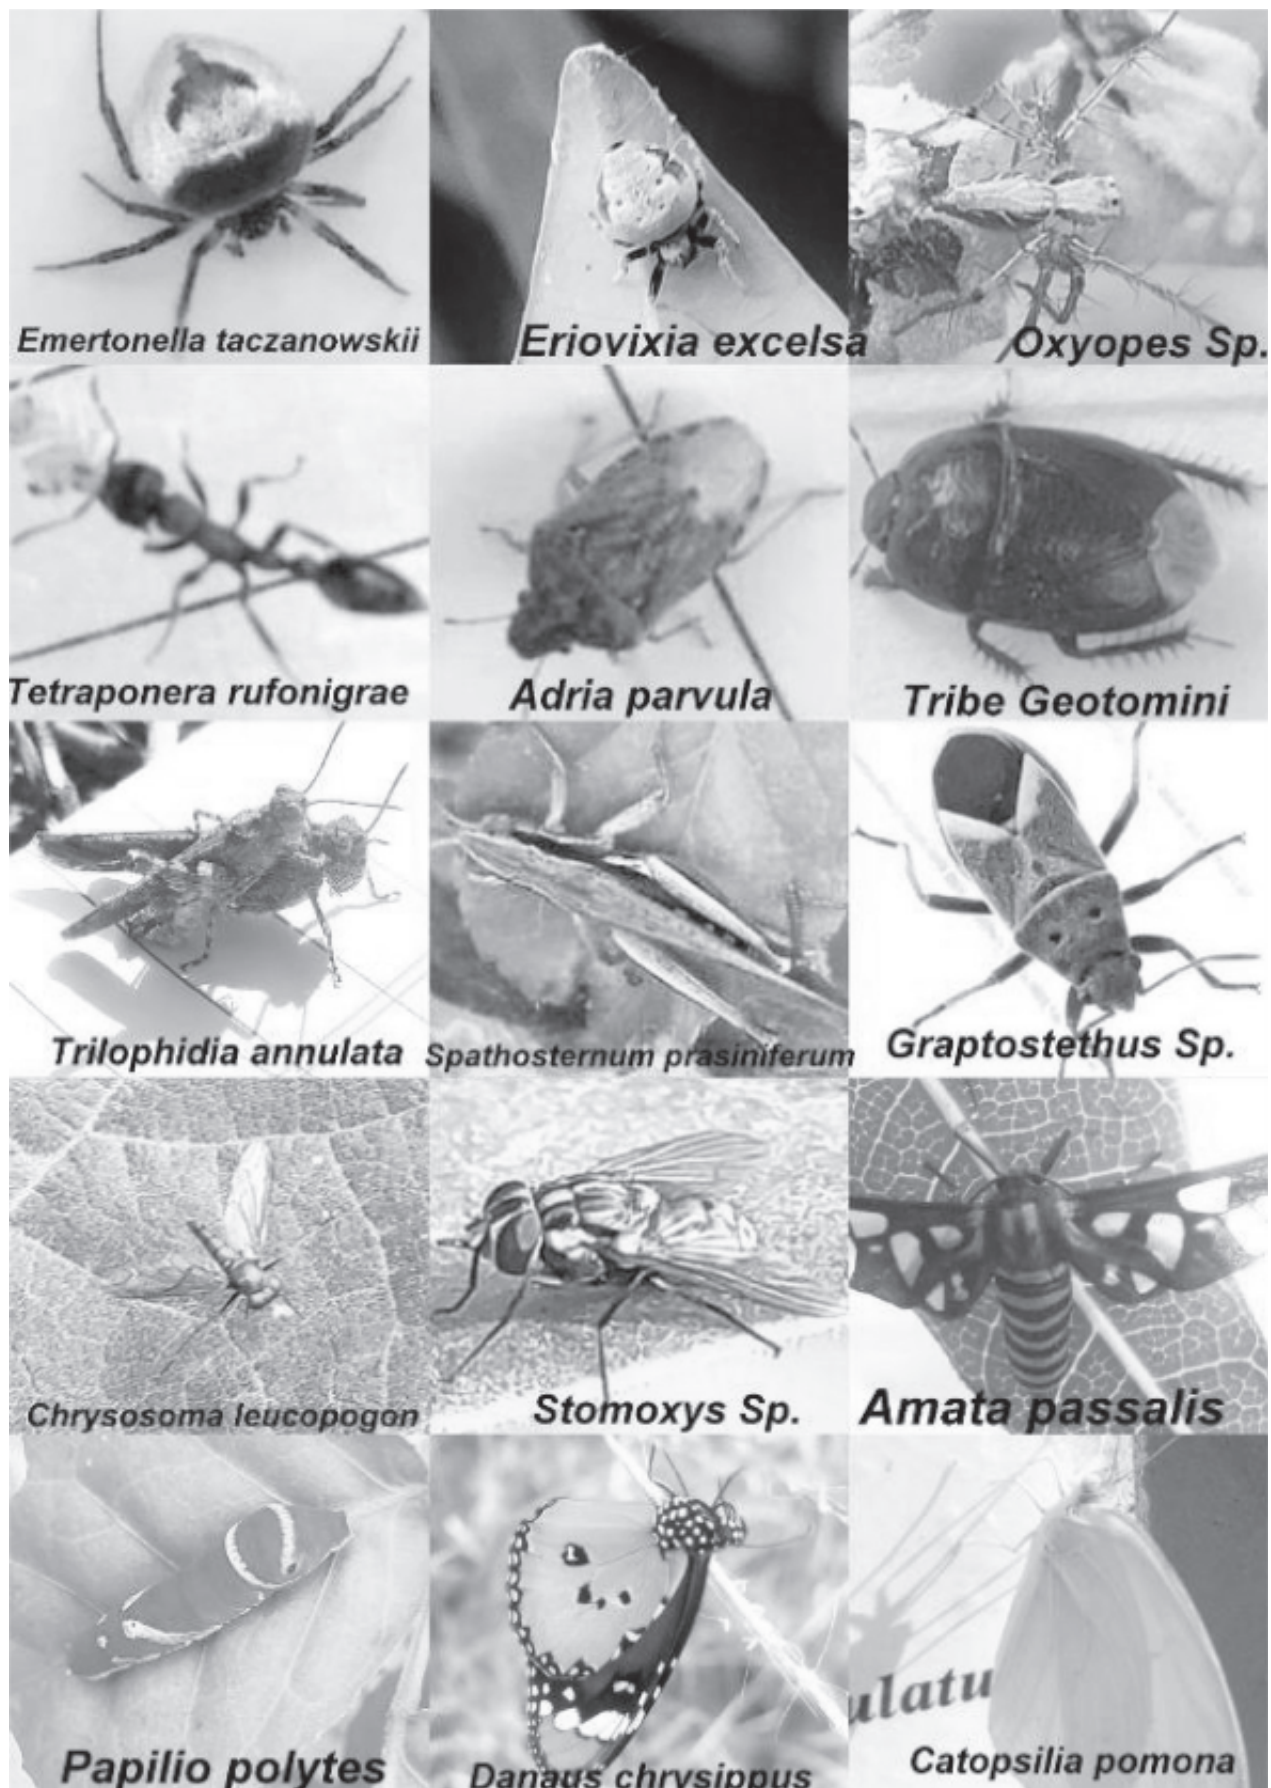 Emertonella taczanowskii
Eriovixia excelsa
Oxyopes Sp.
Tetraponera rufonigrae
Adria parvula
Tribe Geotomini
Trilophidia annulata
Spathosternum prasiniferum
Graptostethus Sp.
Chrysosoma leucopogon
Stomoxys Sp.
Amata passalis
ulatu
Papilio polytes
Danaus chrysippus
Catopsilia pomona